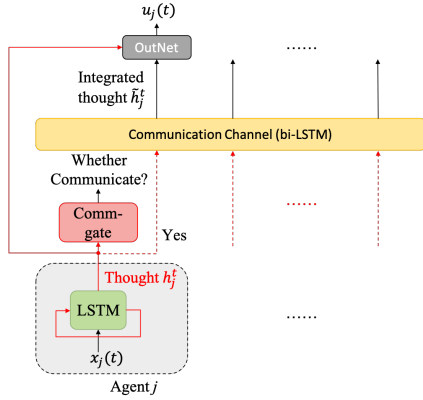 u_j(t)
OutNet
......
Integrated
thought h̃_j^t
Communication Channel (bi-LSTM)
Whether
Communicate?
Comm-
gate
Yes
......
Thought h_j^t
LSTM
......
x_j(t)
Agent j